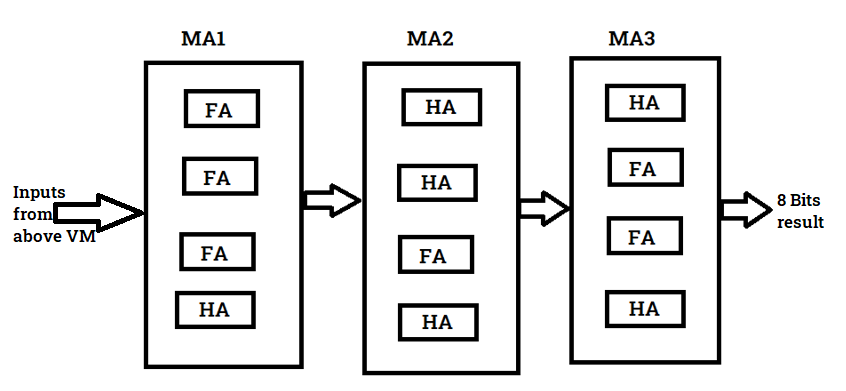 MA1
MA2
MA3
FA
FA
FA
HA
HA
HA
FA
HA
HA
FA
FA
HA
Inputs
from
above VM
8 Bits
result